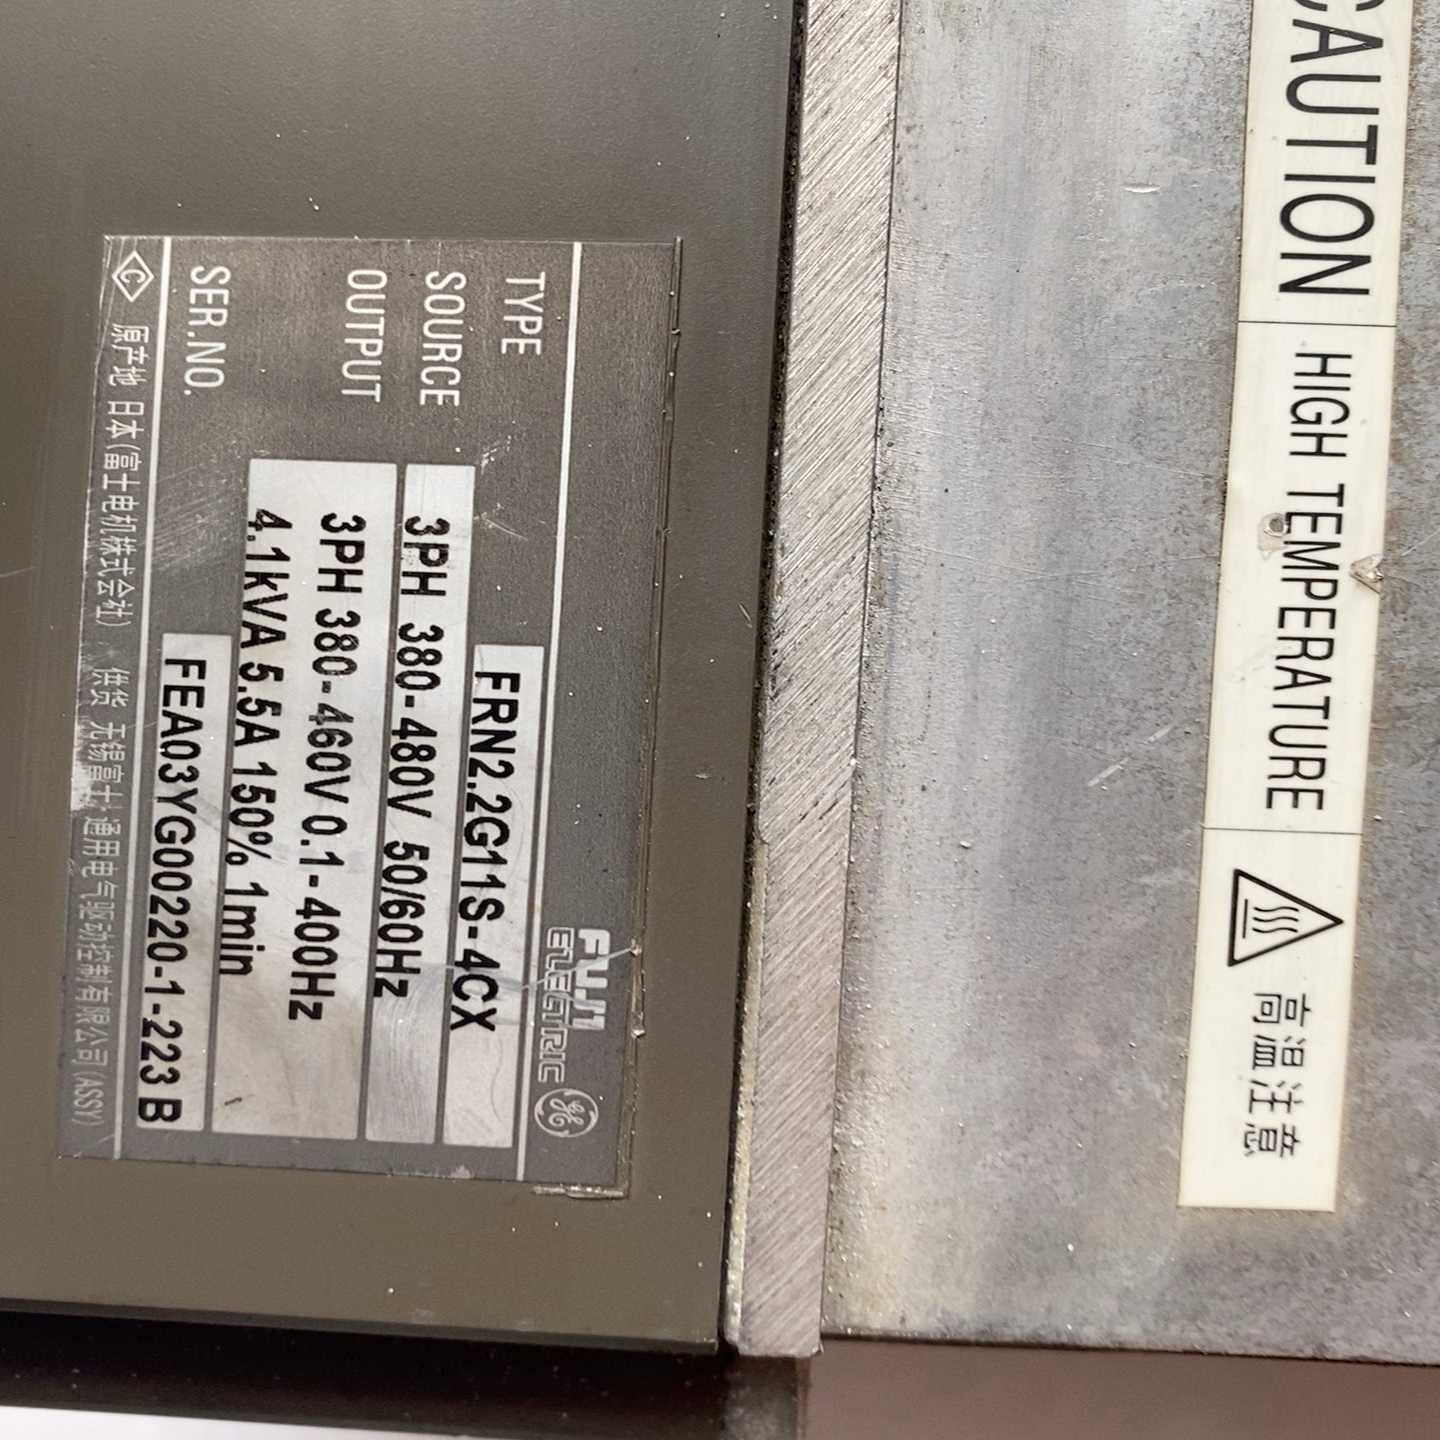 FUJI
ELECTRIC
GE
TYPE FRN2.2G11S-4CX
SOURCE 3PH 380-480V 50/60Hz
OUTPUT 3PH 380-460V 0.1-400Hz
4.1kVA 5.5A 150% 1min
SER.NO. FEA03YG00220-1-223 B
C 原产地 日本(富士电机株式会社) 供货 无锡富士通用电气驱动控制有限公司(ASSY)
CAUTION HIGH TEMPERATURE 高温注意